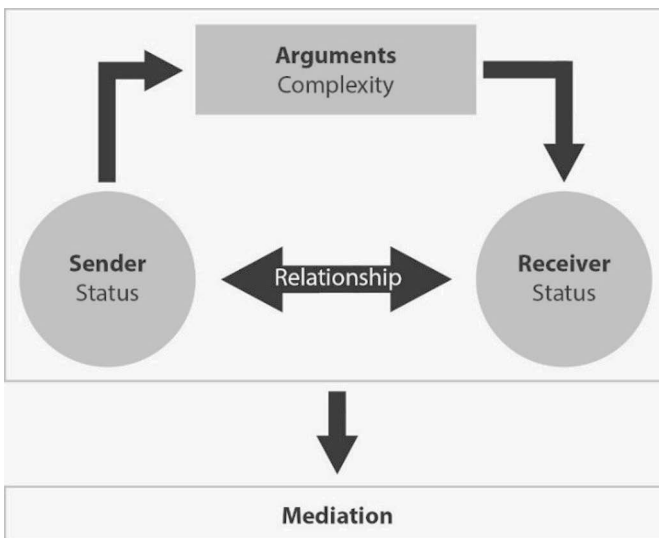 Arguments
Complexity
Sender
Status
Relationship
Receiver
Status
Mediation